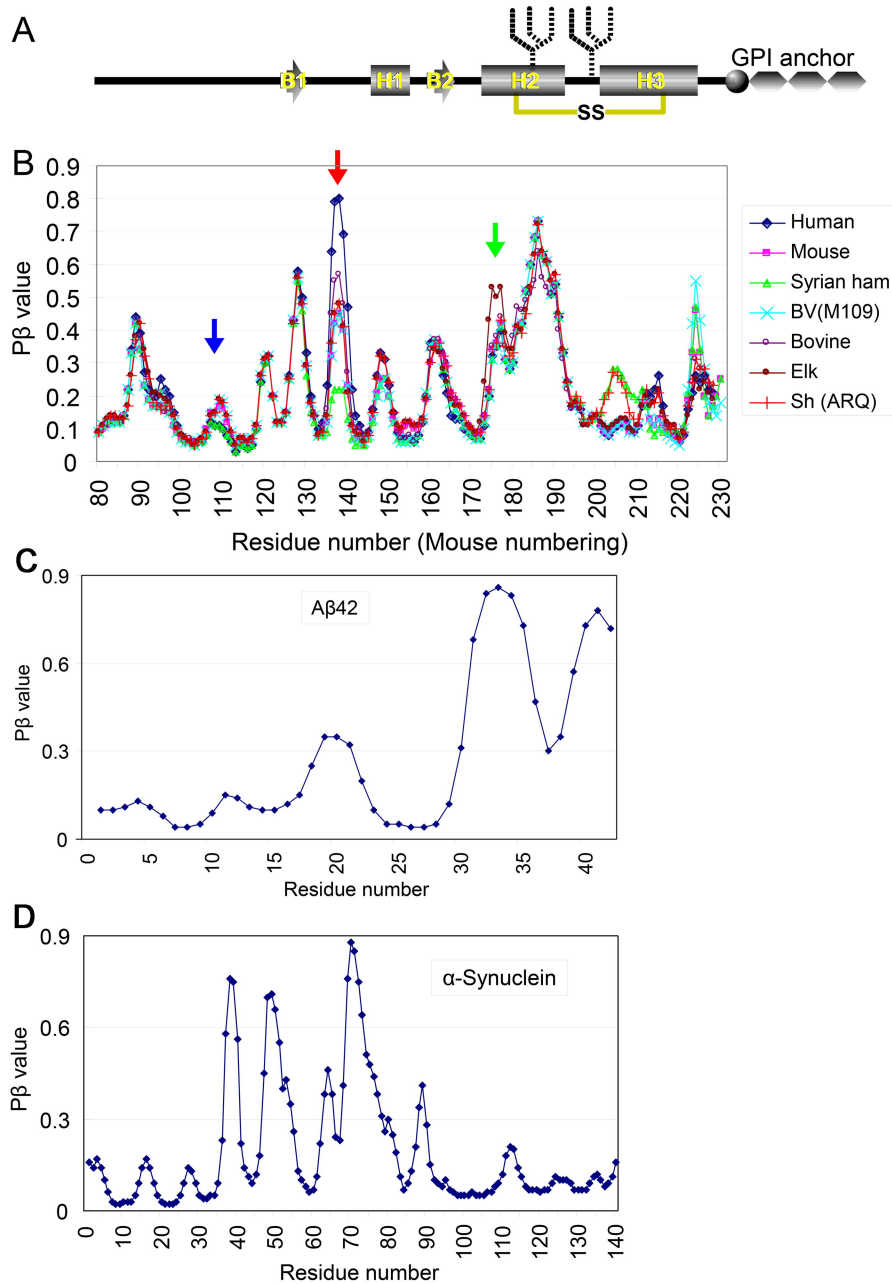 A
GPI anchor
B1
H1
B2
H2
H3
SS
B
0.9
0.8
0.7
0.6
0.5
0.4
0.3
0.2
0.1
0
Pβ value
80
90
100
110
120
130
140
150
160
170
180
190
200
210
220
230
Residue number (Mouse numbering)
Human
Mouse
Syrian ham
BV(M109)
Bovine
Elk
Sh (ARQ)
C
0.9
0.6
0.3
0
Pβ value
Aβ42
0
5
10
15
20
25
30
35
40
Residue number
D
0.9
0.6
0.3
0
Pβ value
α-Synuclein
0
10
20
30
40
50
60
70
80
90
100
110
120
130
140
Residue number